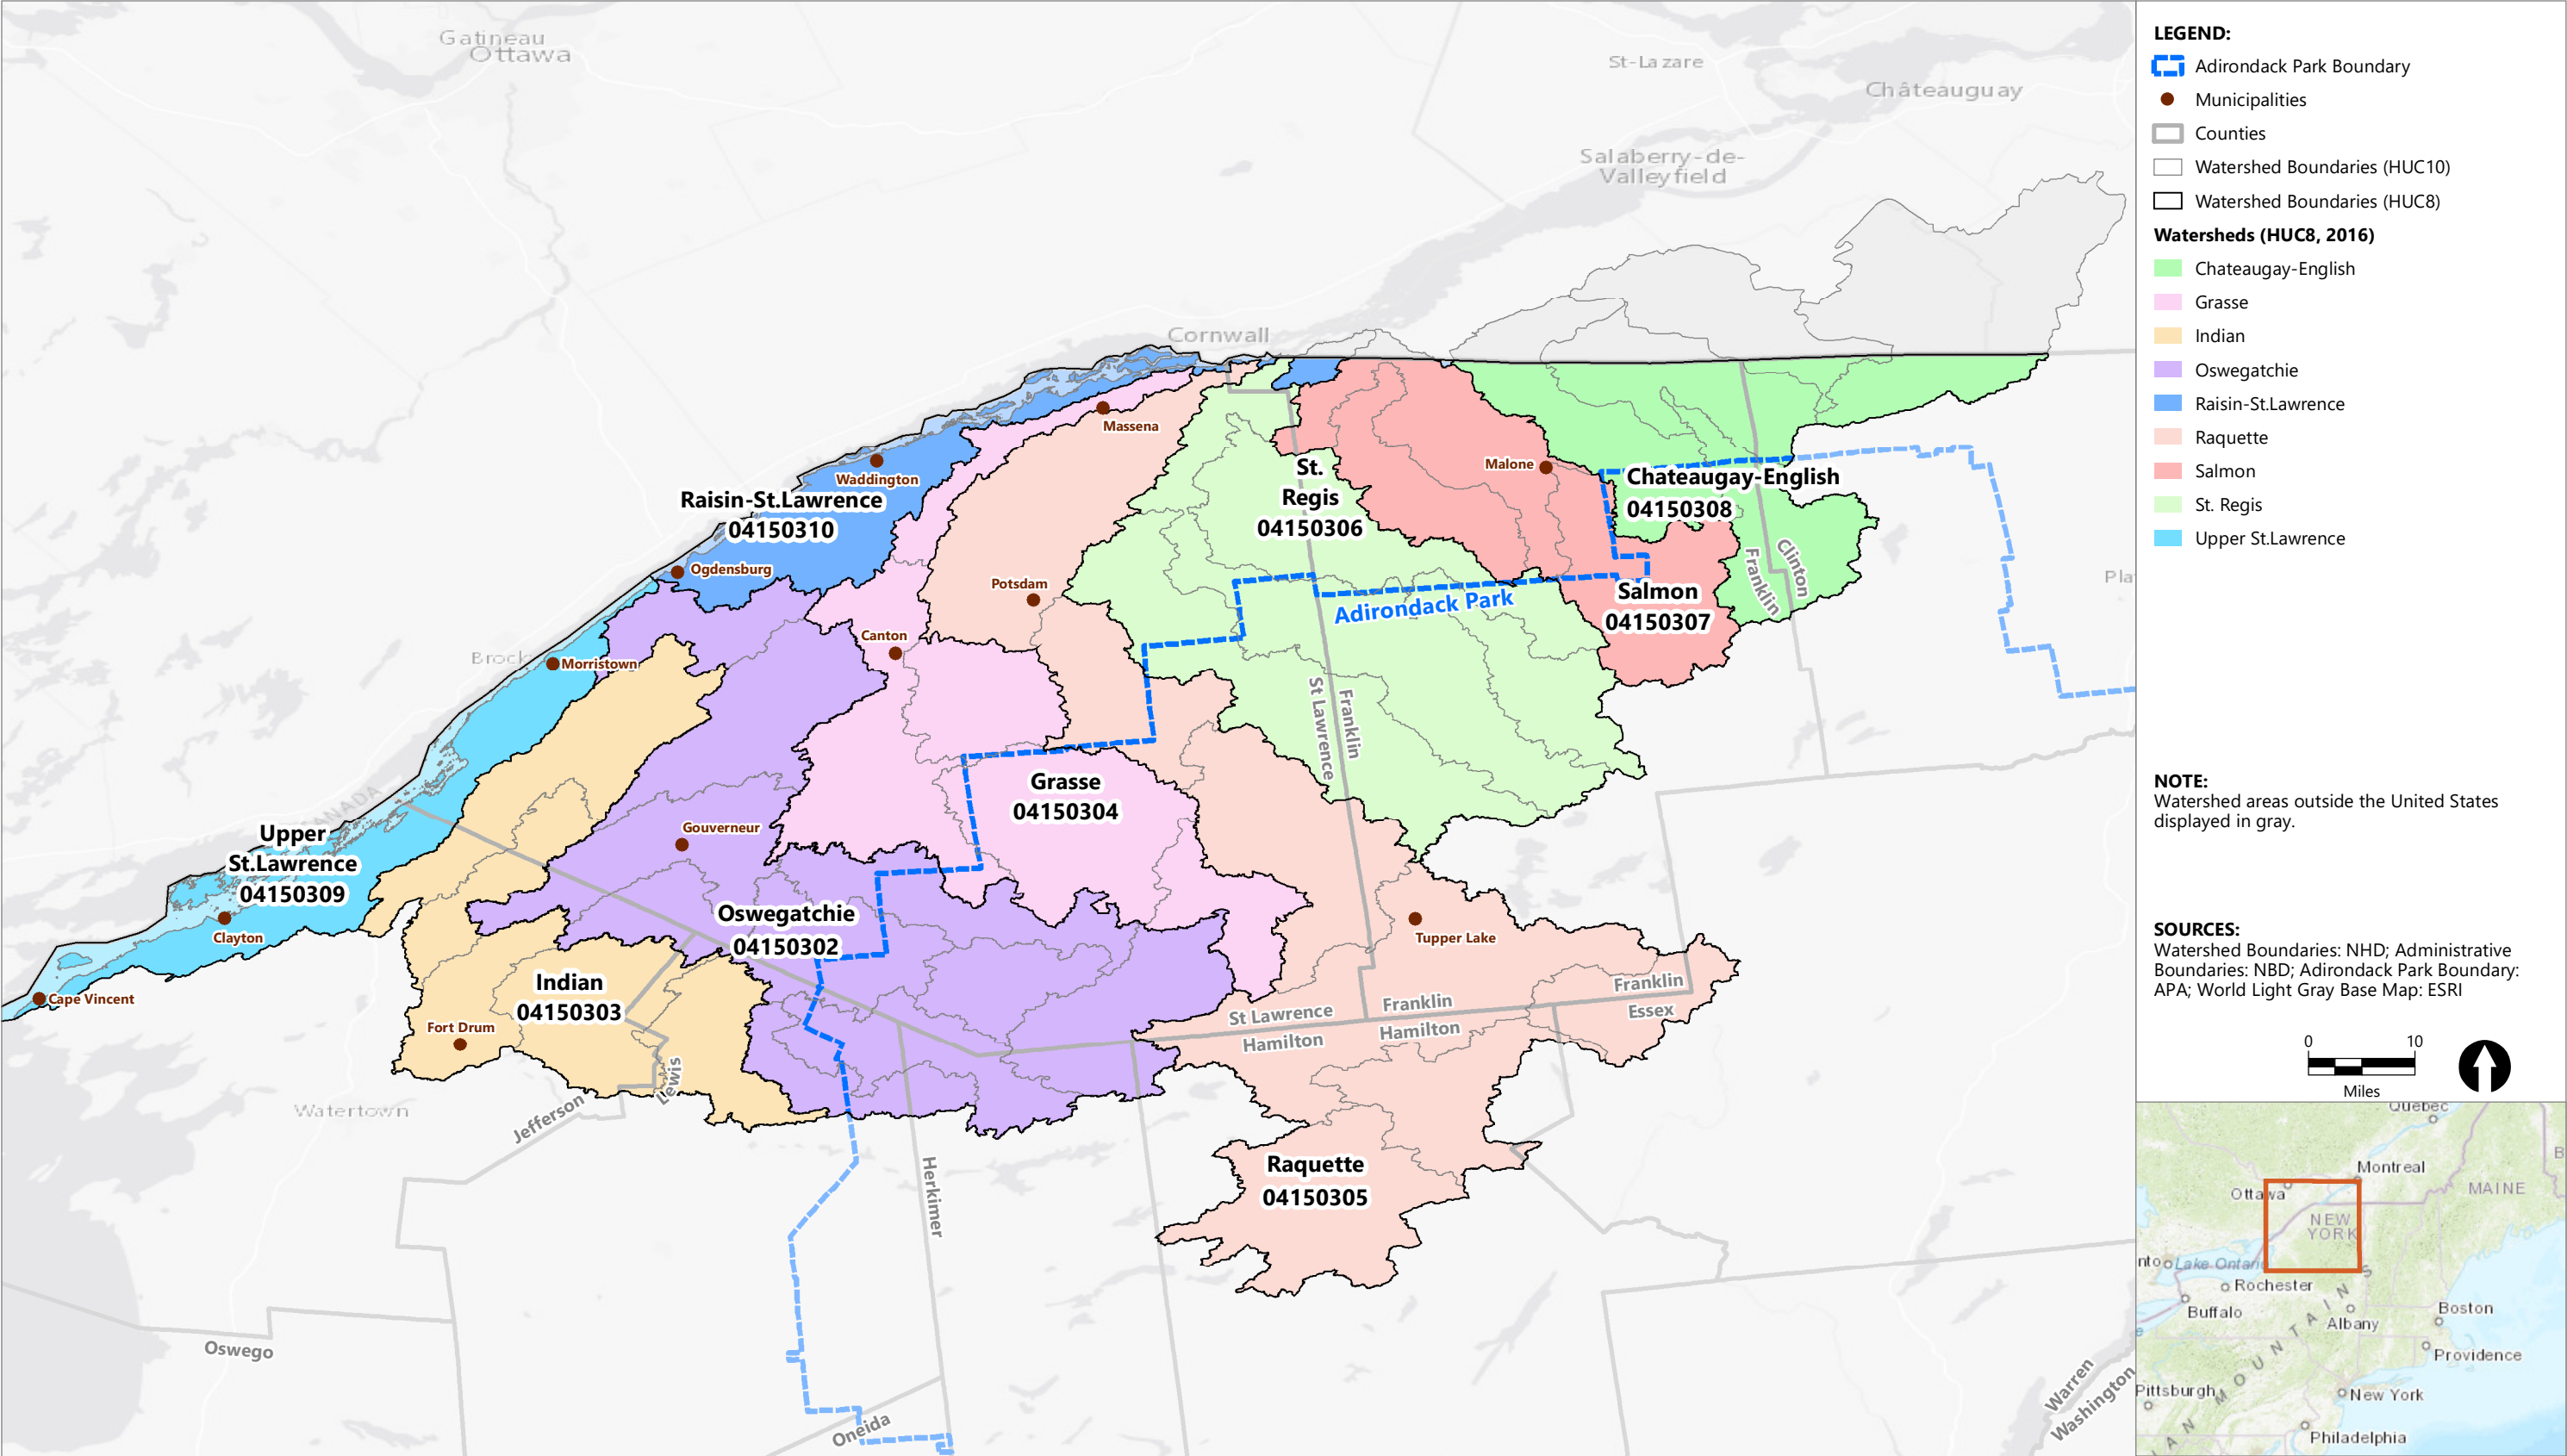 Gatineau
Ottawa
St-Lazare
Châteauguay
Salaberry-de-
Valleyfield
Cornwall
Massena
Waddington
Malone
St.
Regis
04150306
Chateaugay-English
04150308
Raisin-St.Lawrence
04150310
Ogdensburg
Potsdam
Clinton
Franklin
Pla
Adirondack Park
Salmon
04150307
Canton
Brock
Morristown
St Lawrence
Franklin
Grasse
04150304
CANADA
Gouverneur
Upper
St.Lawrence
04150309
Clayton
Oswegatchie
04150302
Tupper Lake
Indian
04150303
Cape Vincent
Fort Drum
St Lawrence
Franklin
Franklin
Hamilton
Hamilton
Essex
Lewis
Jefferson
Watertown
Herkimer
Raquette
04150305
Oswego
Oneida
Warren
Washington
LEGEND:
Adirondack Park Boundary
Municipalities
Counties
Watershed Boundaries (HUC10)
Watershed Boundaries (HUC8)
Watersheds (HUC8, 2016)
Chateaugay-English
Grasse
Indian
Oswegatchie
Raisin-St.Lawrence
Raquette
Salmon
St. Regis
Upper St.Lawrence
NOTE:
Watershed areas outside the United States
displayed in gray.
SOURCES:
Watershed Boundaries: NHD; Administrative
Boundaries: NBD; Adirondack Park Boundary:
APA; World Light Gray Base Map: ESRI
0 10
Miles
Quebec
Montreal
Ottawa
MAINE
NEW
YORK
nto
Lake Ontari
Rochester
Buffalo
Boston
Albany
Providence
Pittsburgh
New York
Philadelphia
AN MOUNTAINS